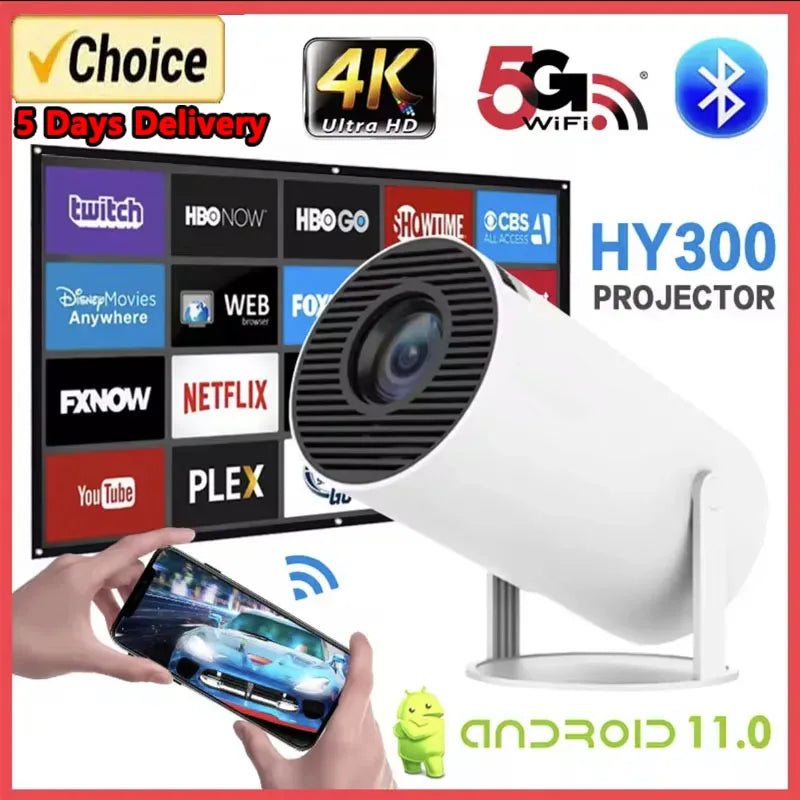 Choice
5 Days Delivery
4K
Ultra HD
5G
WiFi
®
twitch
HBO NOW
HBO GO
SHOWTIME
CBS
ALL ACCESS
Disney Movies
Anywhere
WEB
browser
FOX
FXNOW
NETFLIX
YouTube
PLEX
HY300
PROJECTOR
ANDROID 11.0